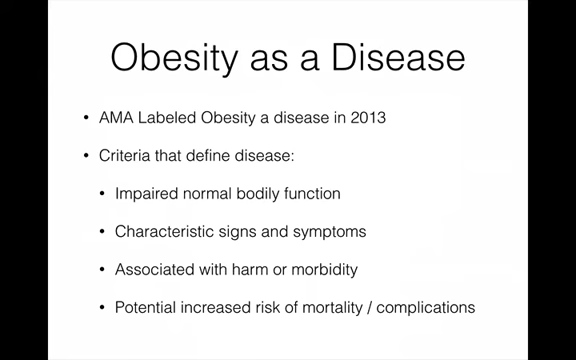 Obesity as a Disease
• AMA Labeled Obesity a disease in 2013
• Criteria that define disease:
• Impaired normal bodily function
• Characteristic signs and symptoms
• Associated with harm or morbidity
• Potential increased risk of mortality / complications